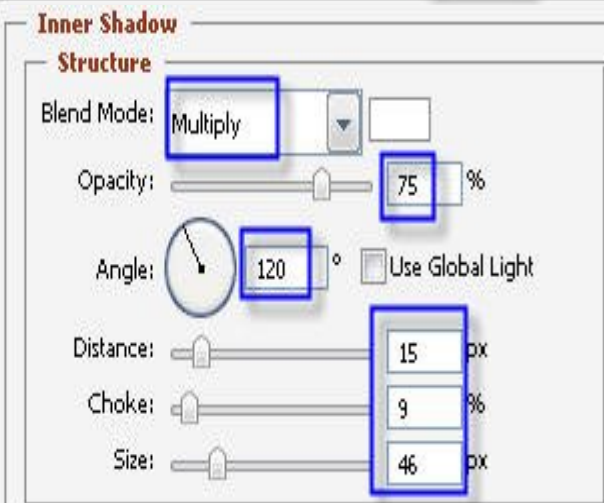 Inner Shadow
Structure
Blend Mode: Multiply
Opacity: 75 %
Angle: 120 ° Use Global Light
Distance: 15 px
Choke: 9 %
Size: 46 px